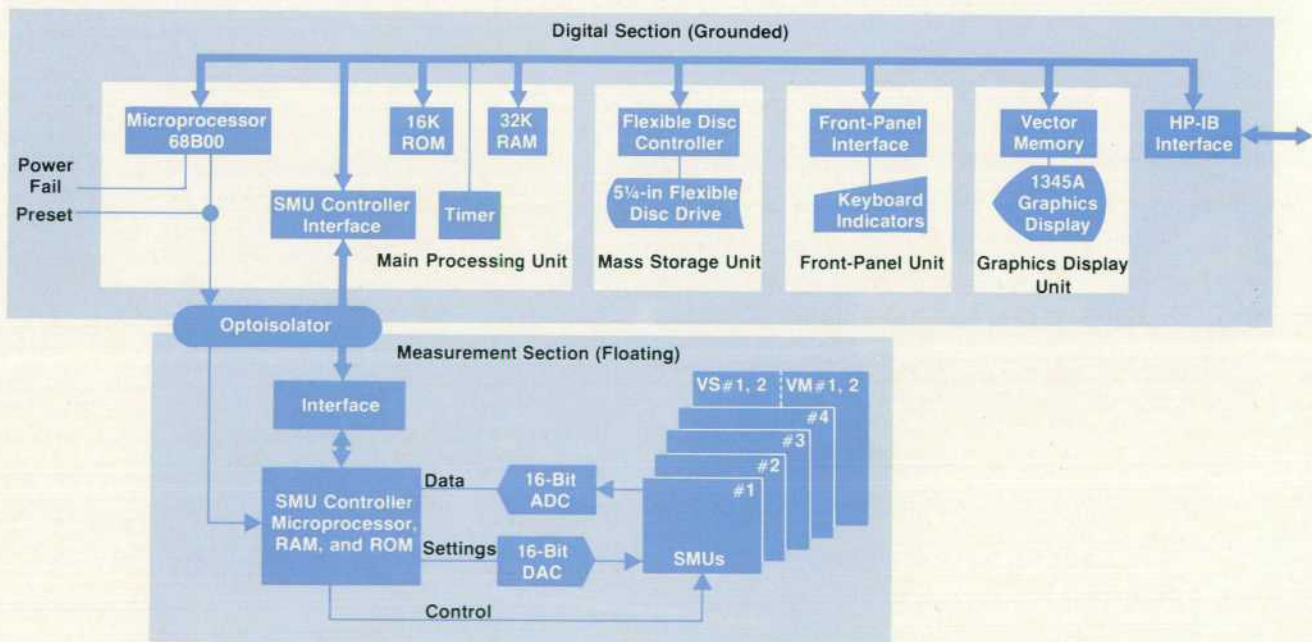 Digital Section (Grounded)
Microprocessor
68B00
16K
ROM
32K
RAM
Flexible Disc
Controller
Front-Panel
Interface
Vector
Memory
HP-IB
Interface
Power
Fail
Preset
SMU Controller
Interface
Timer
5¼-in Flexible
Disc Drive
Keyboard
Indicators
1345A
Graphics
Display
Main Processing Unit
Mass Storage Unit
Front-Panel Unit
Graphics Display
Unit
Optoisolator
Measurement Section (Floating)
Interface
VS#1, 2
VM#1, 2
#4
#3
#2
#1
SMUs
Data
16-Bit
ADC
SMU Controller
Microprocessor,
RAM, and ROM
Settings
16-Bit
DAC
Control